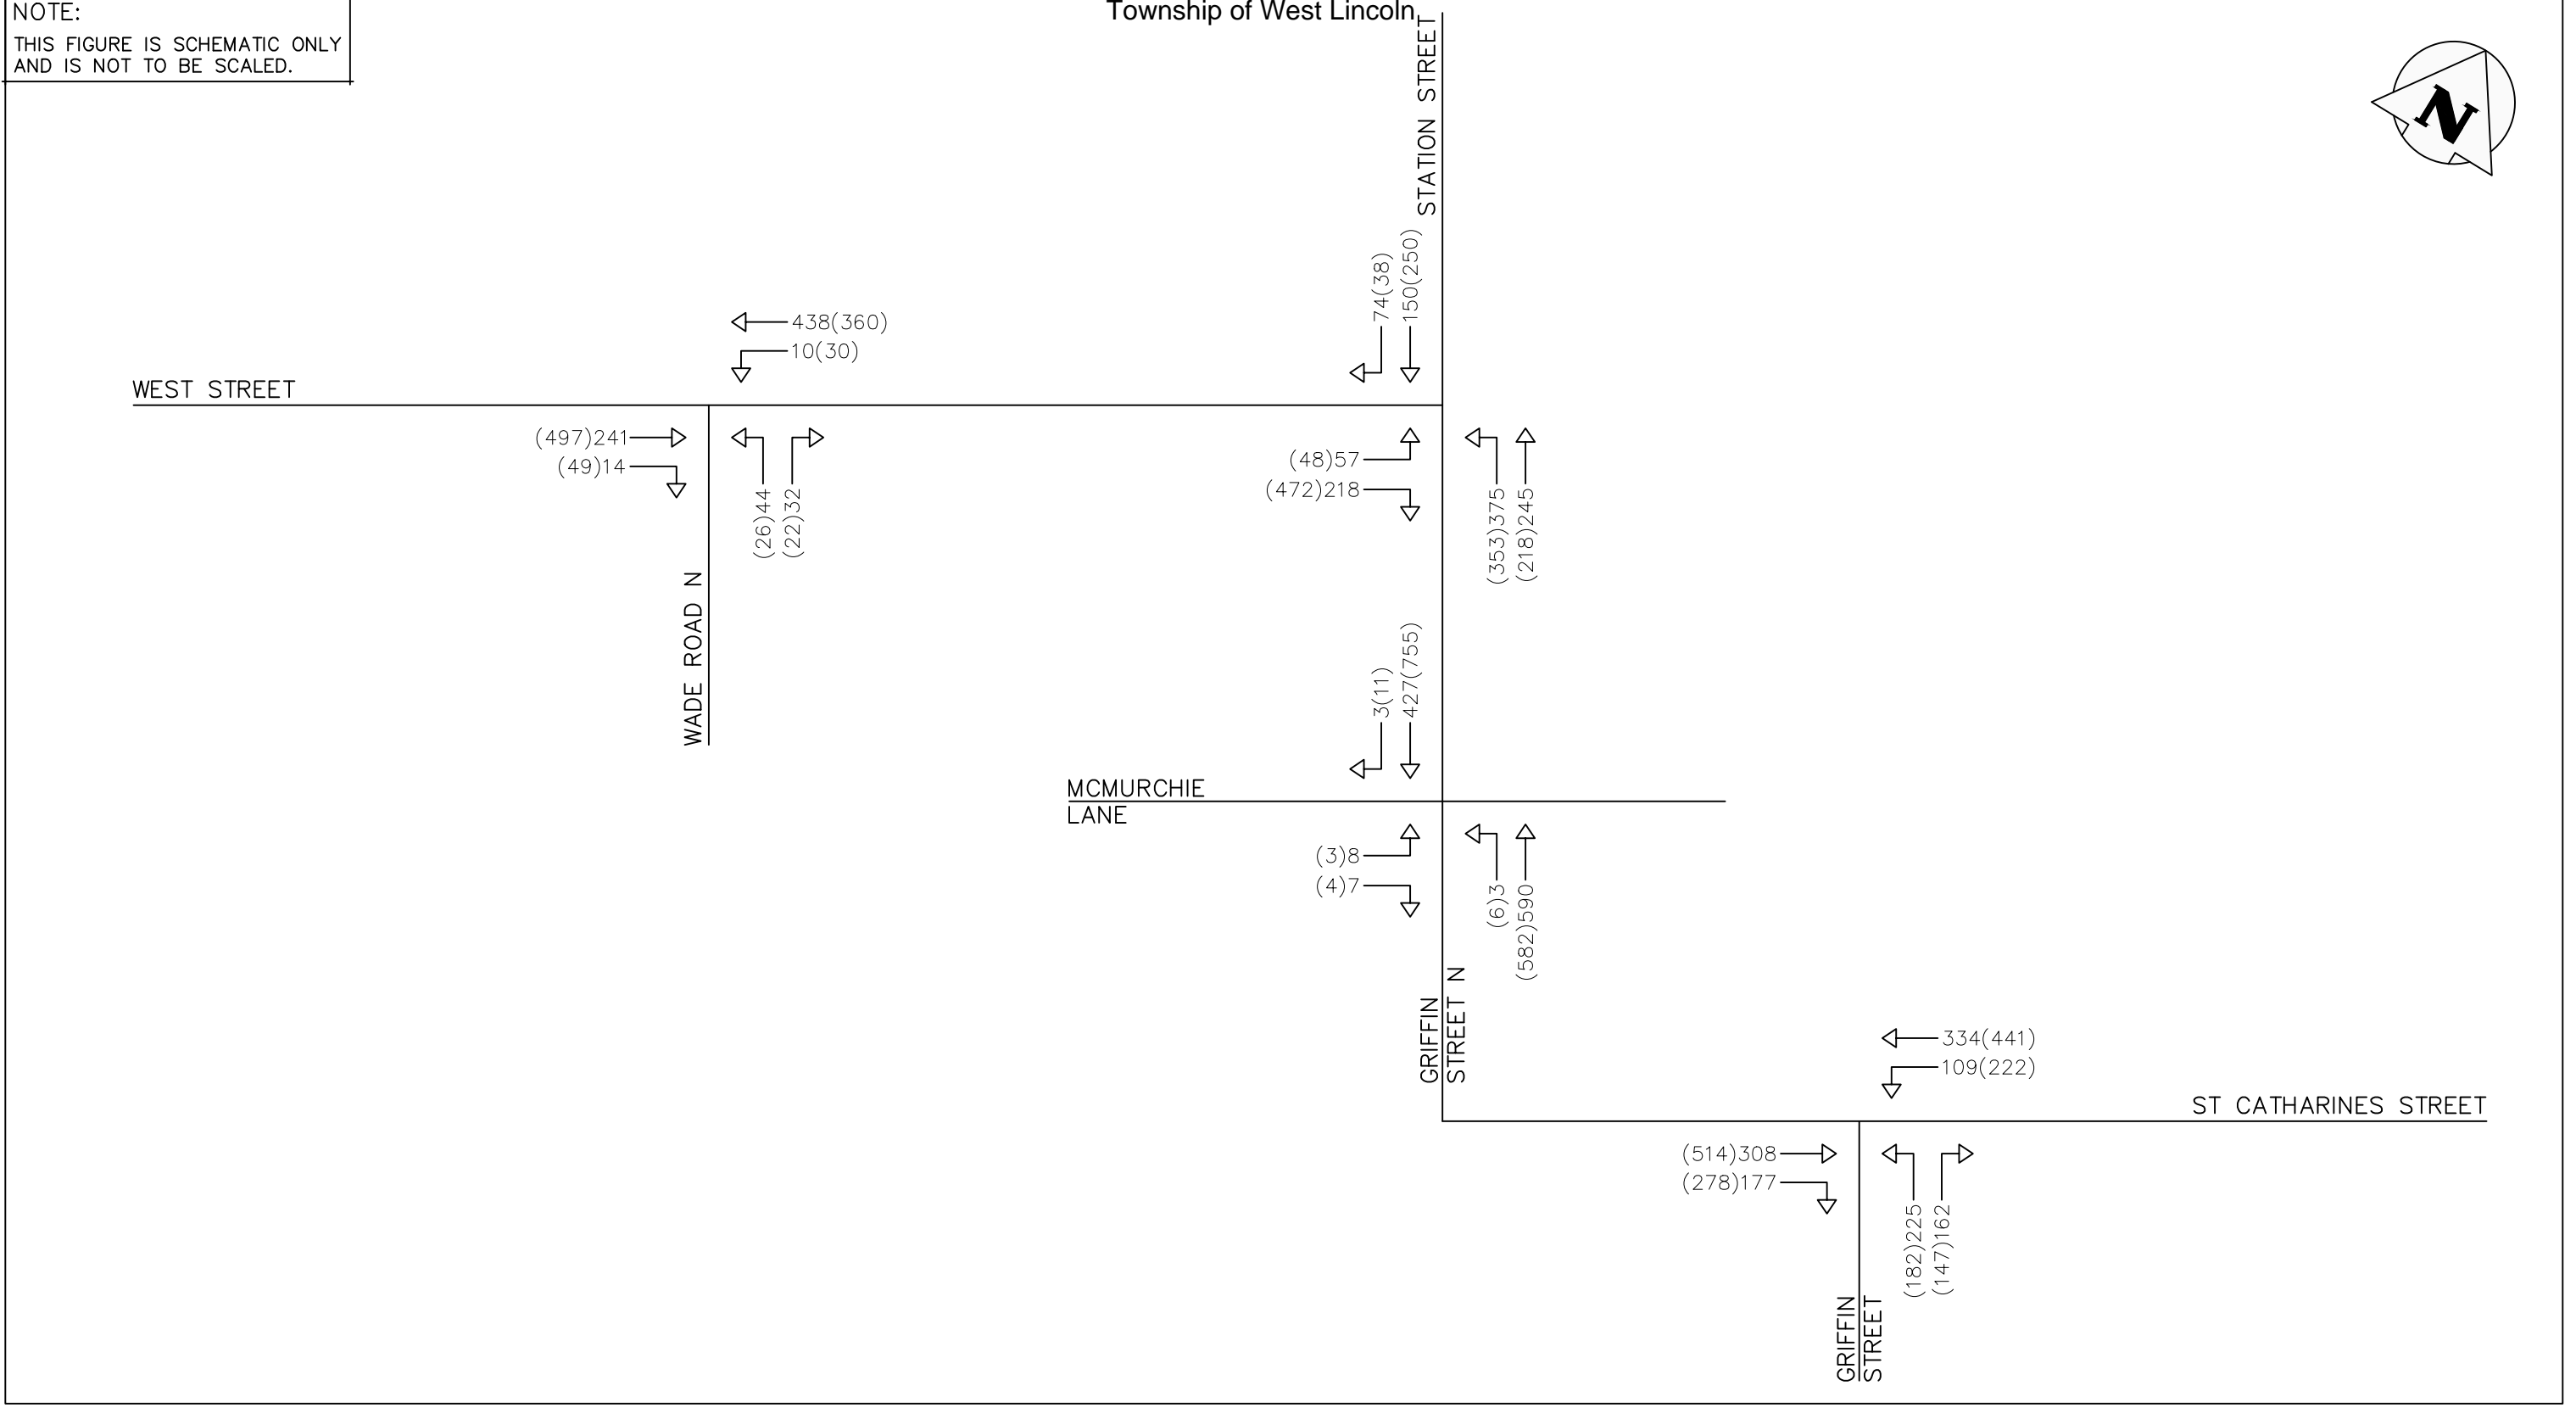 NOTE:
THIS FIGURE IS SCHEMATIC ONLY
AND IS NOT TO BE SCALED.
Township of West Lincoln
STATION STREET
N
74(38)
150(250)
438(360)
10(30)
WEST STREET
(497)241
(49)14
(26)44
(22)32
WADE ROAD N
(48)57
(472)218
(353)375
(218)245
3(11)
427(755)
MCMURCHIE
LANE
(3)8
(4)7
(6)3
(582)590
GRIFFIN
STREET N
334(441)
109(222)
ST CATHARINES STREET
(514)308
(278)177
(182)225
(147)162
GRIFFIN
STREET